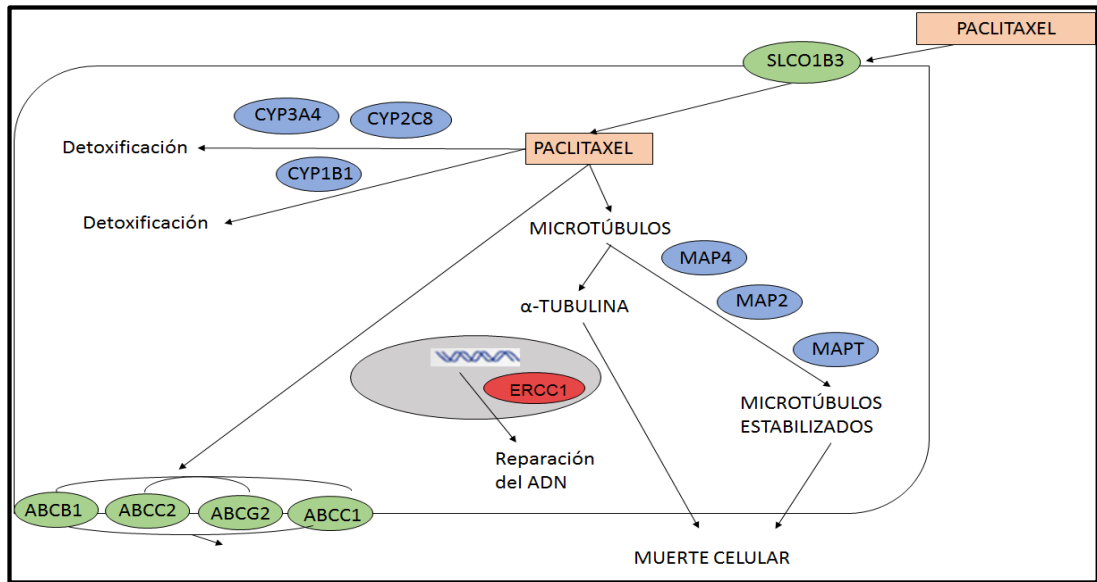 PACLITAXEL
SLCO1B3
CYP3A4
CYP2C8
Detoxificación
PACLITAXEL
CYP1B1
Detoxificación
MICROTÚBULOS
MAP4
MAP2
α-TUBULINA
MAPT
ERCC1
MICROTÚBULOS
ESTABILIZADOS
Reparación
del ADN
ABCB1
ABCC2
ABCG2
ABCC1
MUERTE CELULAR